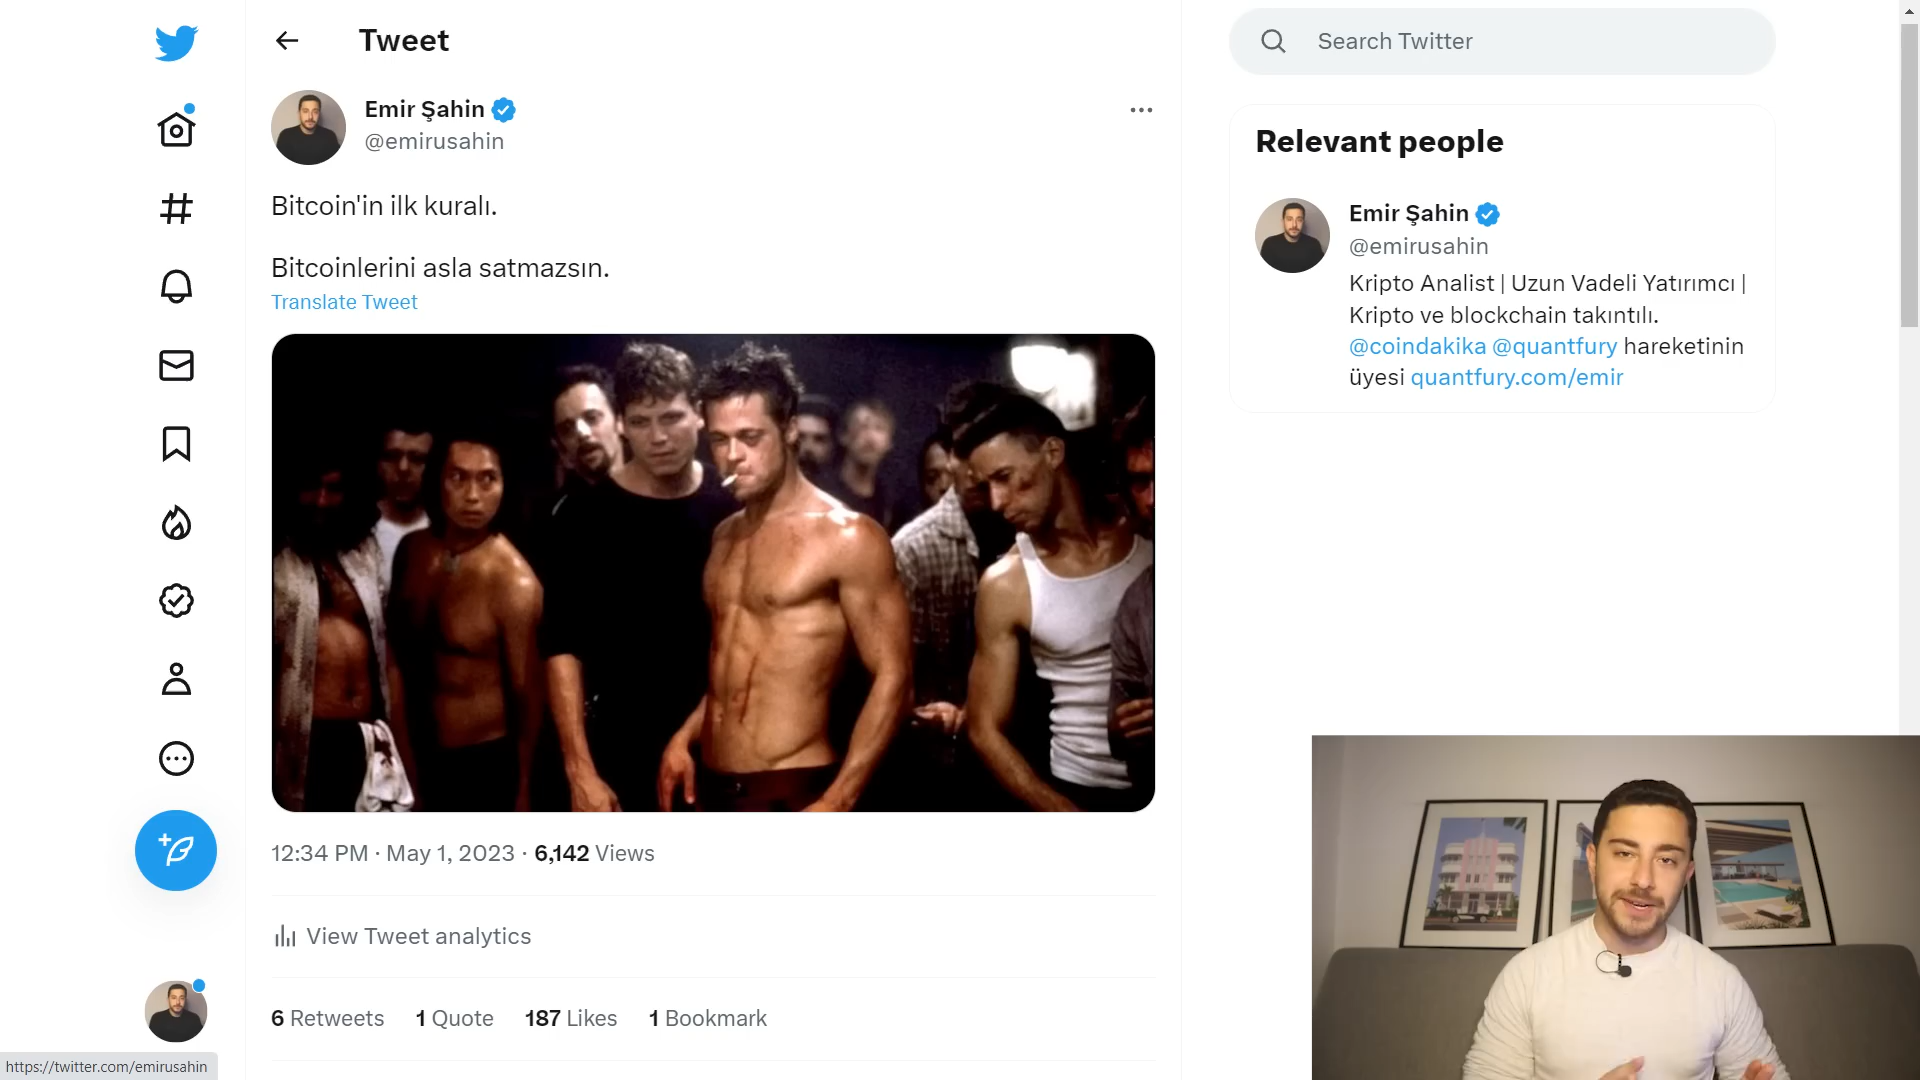 Tweet
Emir Şahin
@emirusahin
Bitcoin'in ilk kuralı.
Bitcoinlerini asla satmazsın.
Translate Tweet
12:34 PM · May 1, 2023 · 6,142 Views
View Tweet analytics
6 Retweets 1 Quote 187 Likes 1 Bookmark
Search Twitter
Relevant people
Emir Şahin
@emirusahin
Kripto Analist | Uzun Vadeli Yatırımcı |
Kripto ve blockchain takıntılı.
@coindakika @quantfury hareketinin
üyesi quantfury.com/emir
https://twitter.com/emirusahin